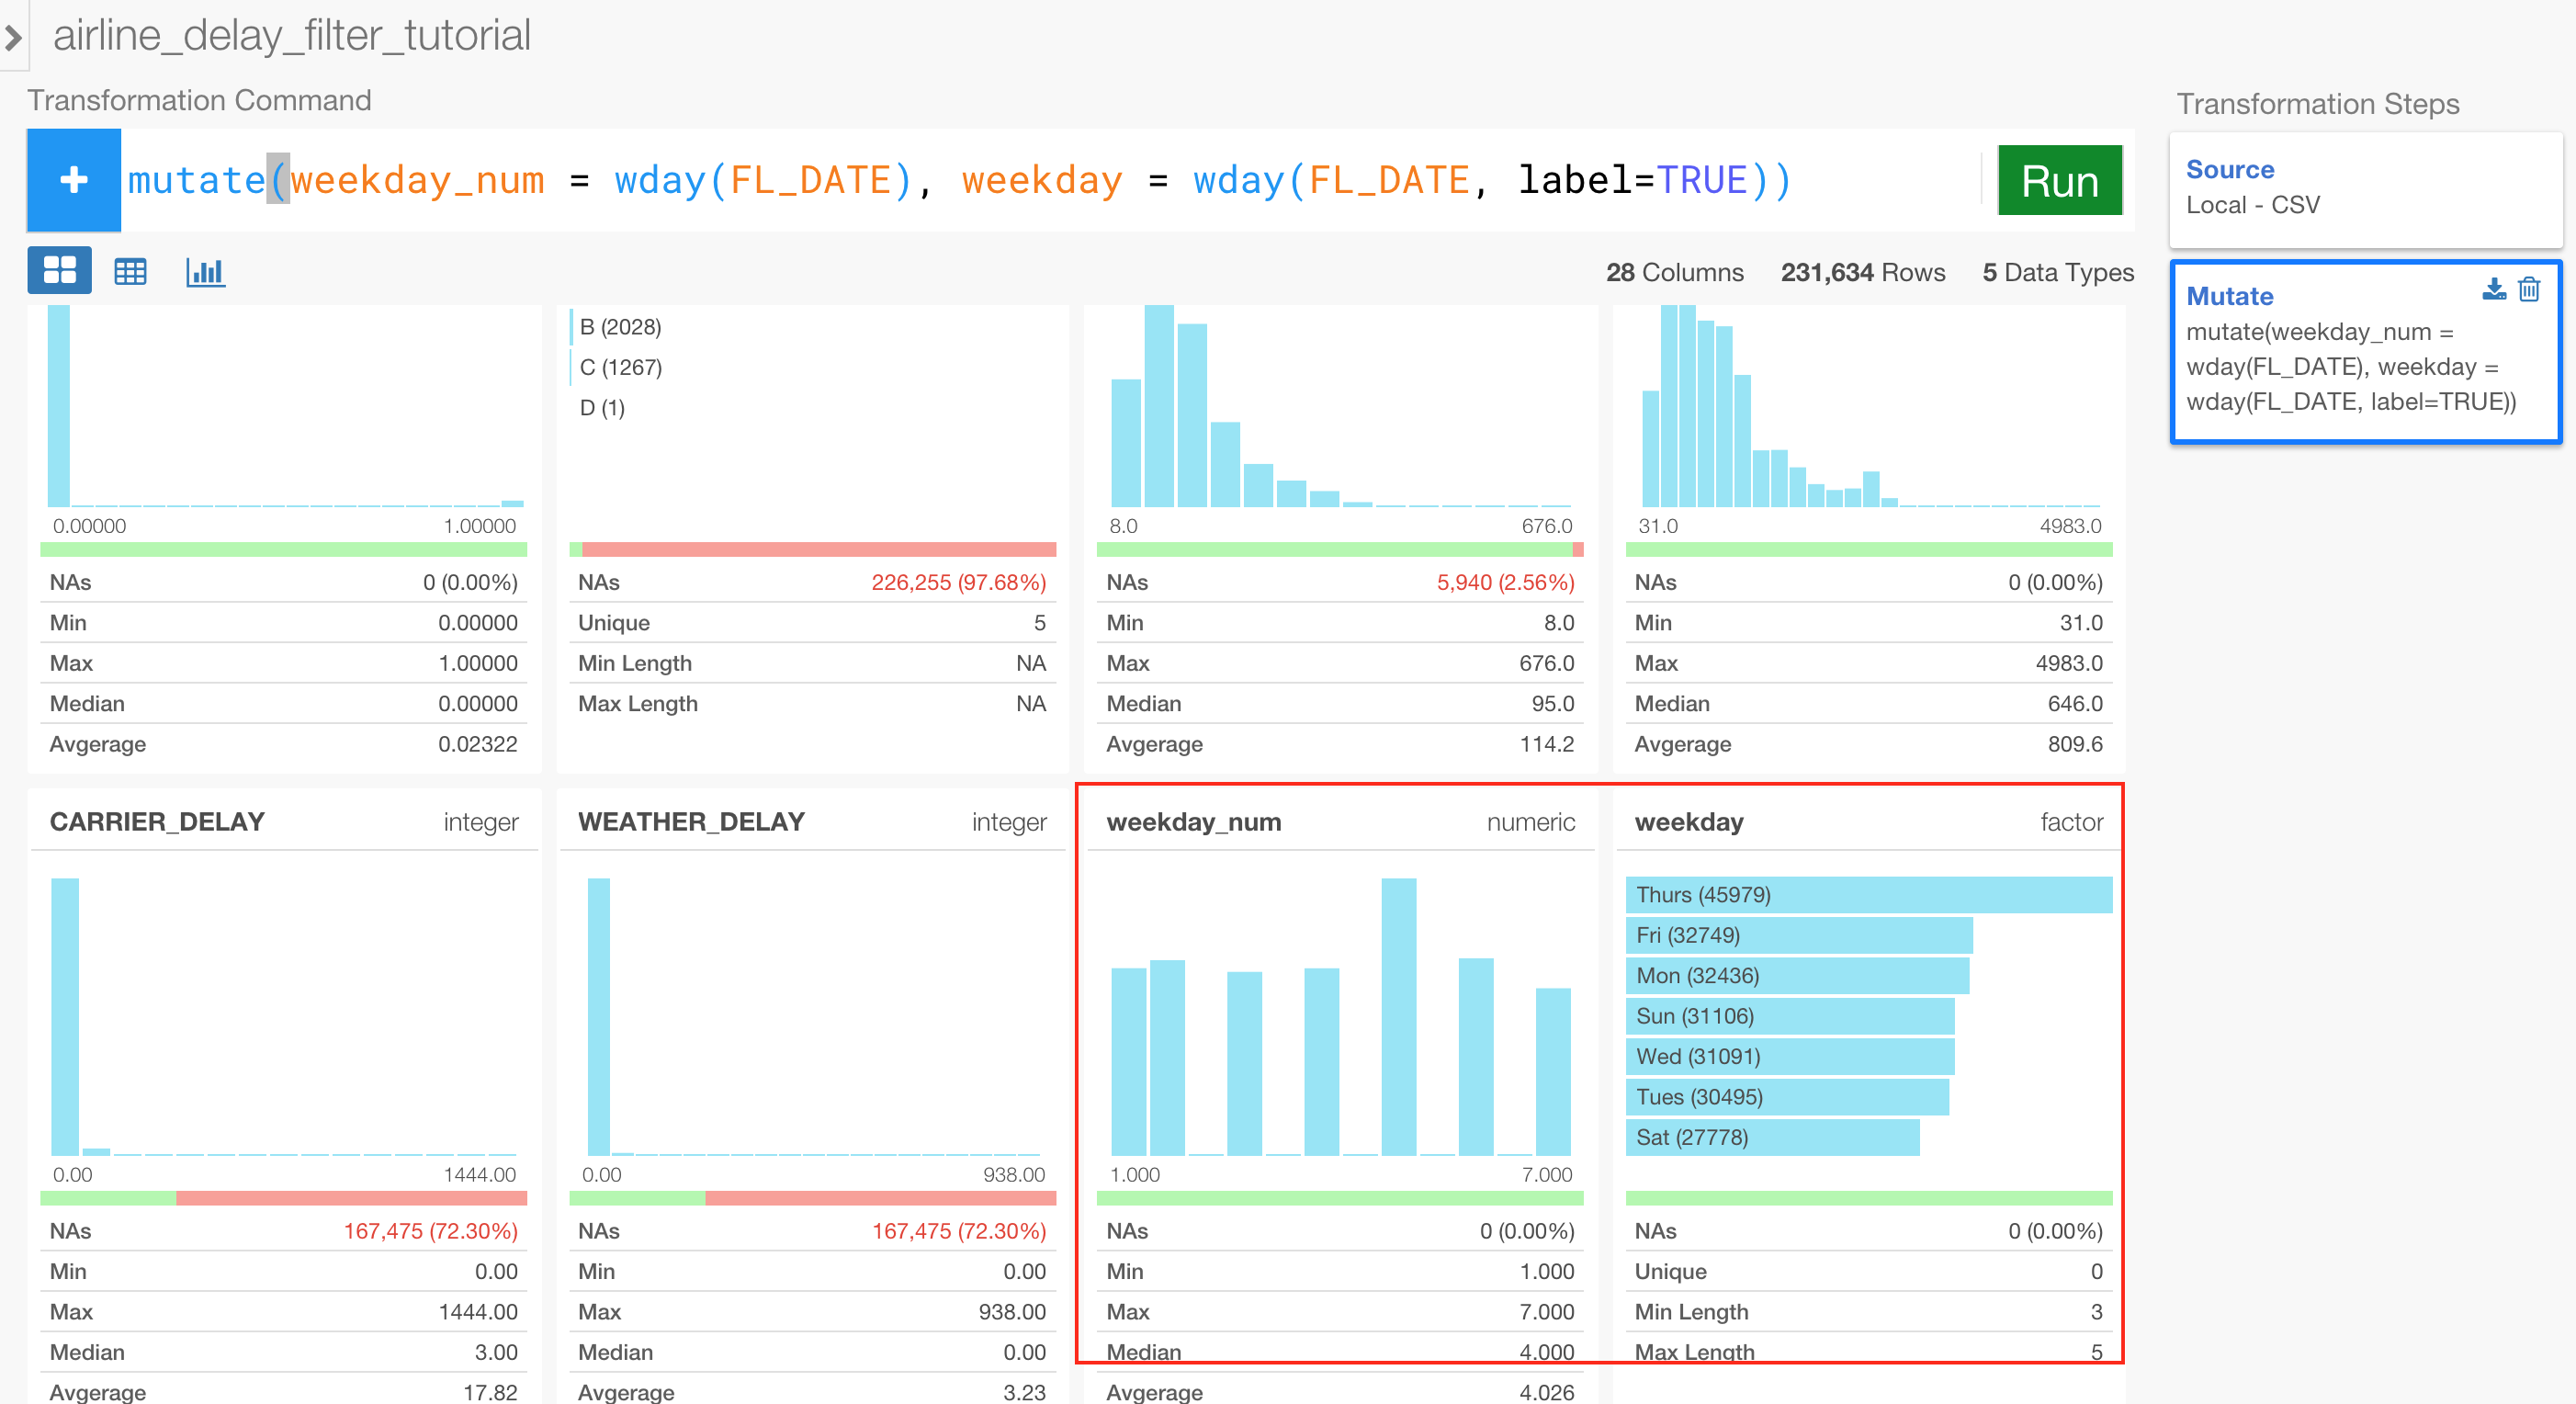 airline_delay_filter_tutorial
Transformation Command
mutate(weekday_num = wday(FL_DATE), weekday = wday(FL_DATE, label=TRUE))
Run
28 Columns 231,634 Rows 5 Data Types
0.00000 1.00000
NAs 0 (0.00%)
Min 0.00000
Max 1.00000
Median 0.00000
Avgerage 0.02322
B (2028)
C (1267)
D (1)
NAs 226,255 (97.68%)
Unique 5
Min Length NA
Max Length NA
8.0 676.0
NAs 5,940 (2.56%)
Min 8.0
Max 676.0
Median 95.0
Avgerage 114.2
31.0 4983.0
NAs 0 (0.00%)
Min 31.0
Max 4983.0
Median 646.0
Avgerage 809.6
CARRIER_DELAY integer
0.00 1444.00
NAs 167,475 (72.30%)
Min 0.00
Max 1444.00
Median 3.00
Avgerage 17.82
WEATHER_DELAY integer
0.00 938.00
NAs 167,475 (72.30%)
Min 0.00
Max 938.00
Median 0.00
Avgerage 3.23
weekday_num numeric
1.000 7.000
NAs 0 (0.00%)
Min 1.000
Max 7.000
Median 4.000
Avgerage 4.026
weekday factor
Thurs (45979)
Fri (32749)
Mon (32436)
Sun (31106)
Wed (31091)
Tues (30495)
Sat (27778)
NAs 0 (0.00%)
Unique 0
Min Length 3
Max Length 5
Transformation Steps
Source
Local - CSV
Mutate
mutate(weekday_num =
wday(FL_DATE), weekday =
wday(FL_DATE, label=TRUE))